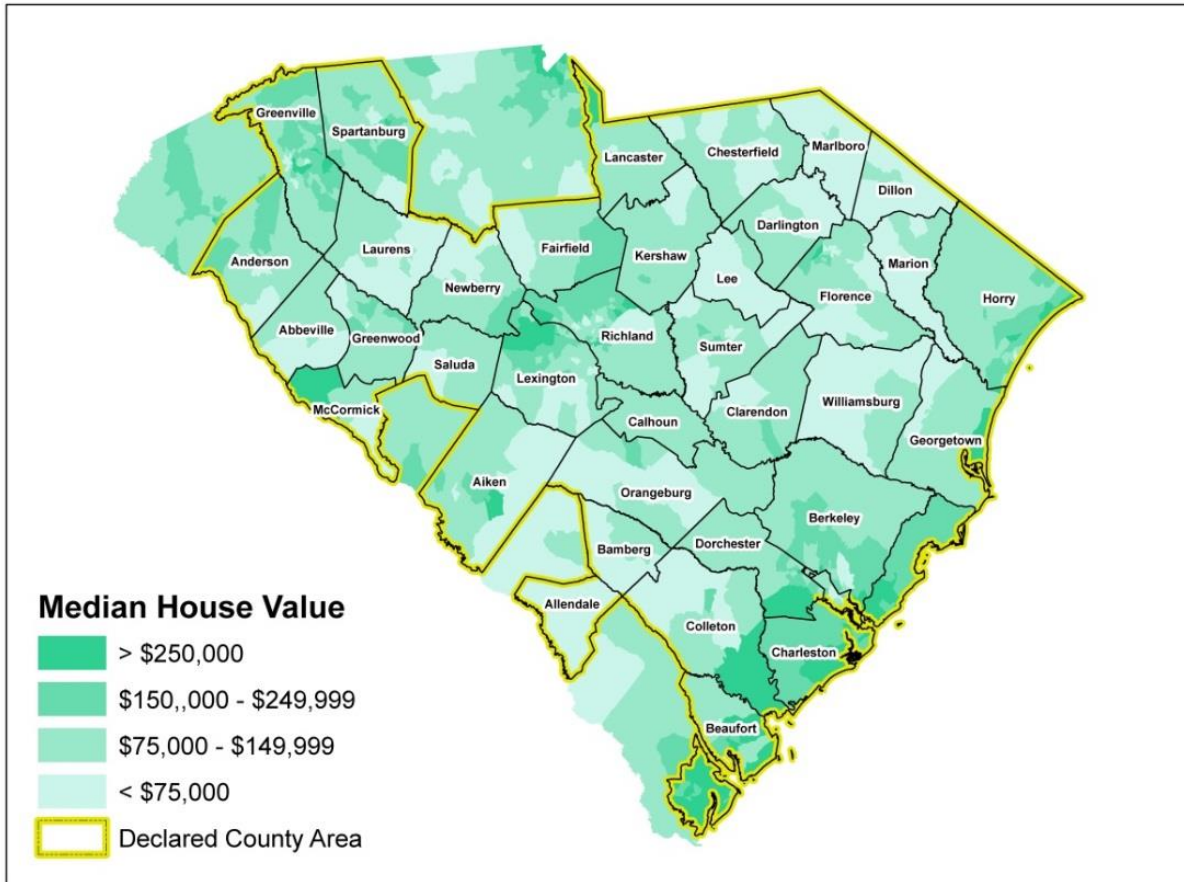 Greenville
Spartanburg
Lancaster
Chesterfield
Marlboro
Dillon
Darlington
Laurens
Fairfield
Kershaw
Anderson
Newberry
Lee
Marion
Florence
Horry
Abbeville
Greenwood
Richland
Sumter
Saluda
Lexington
McCormick
Clarendon
Williamsburg
Calhoun
Georgetown
Aiken
Orangeburg
Berkeley
Bamberg
Dorchester
Allendale
Colleton
Charleston
Beaufort
Median House Value
> $250,000
$150,,000 - $249,999
$75,000 - $149,999
< $75,000
Declared County Area